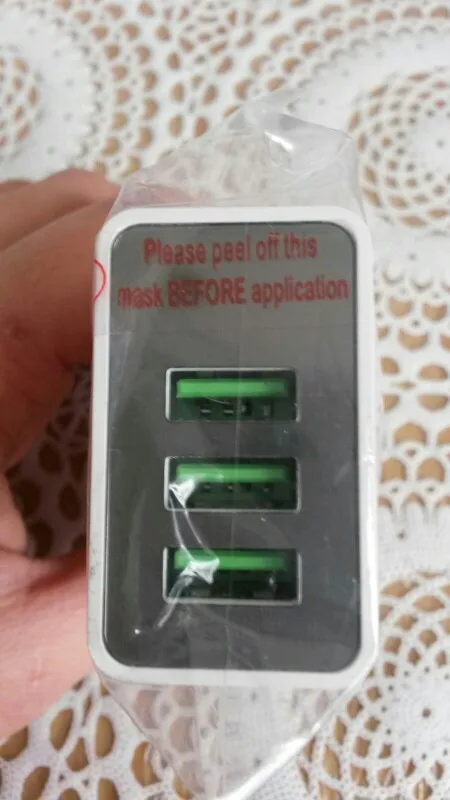 Please peel off this
mask BEFORE application